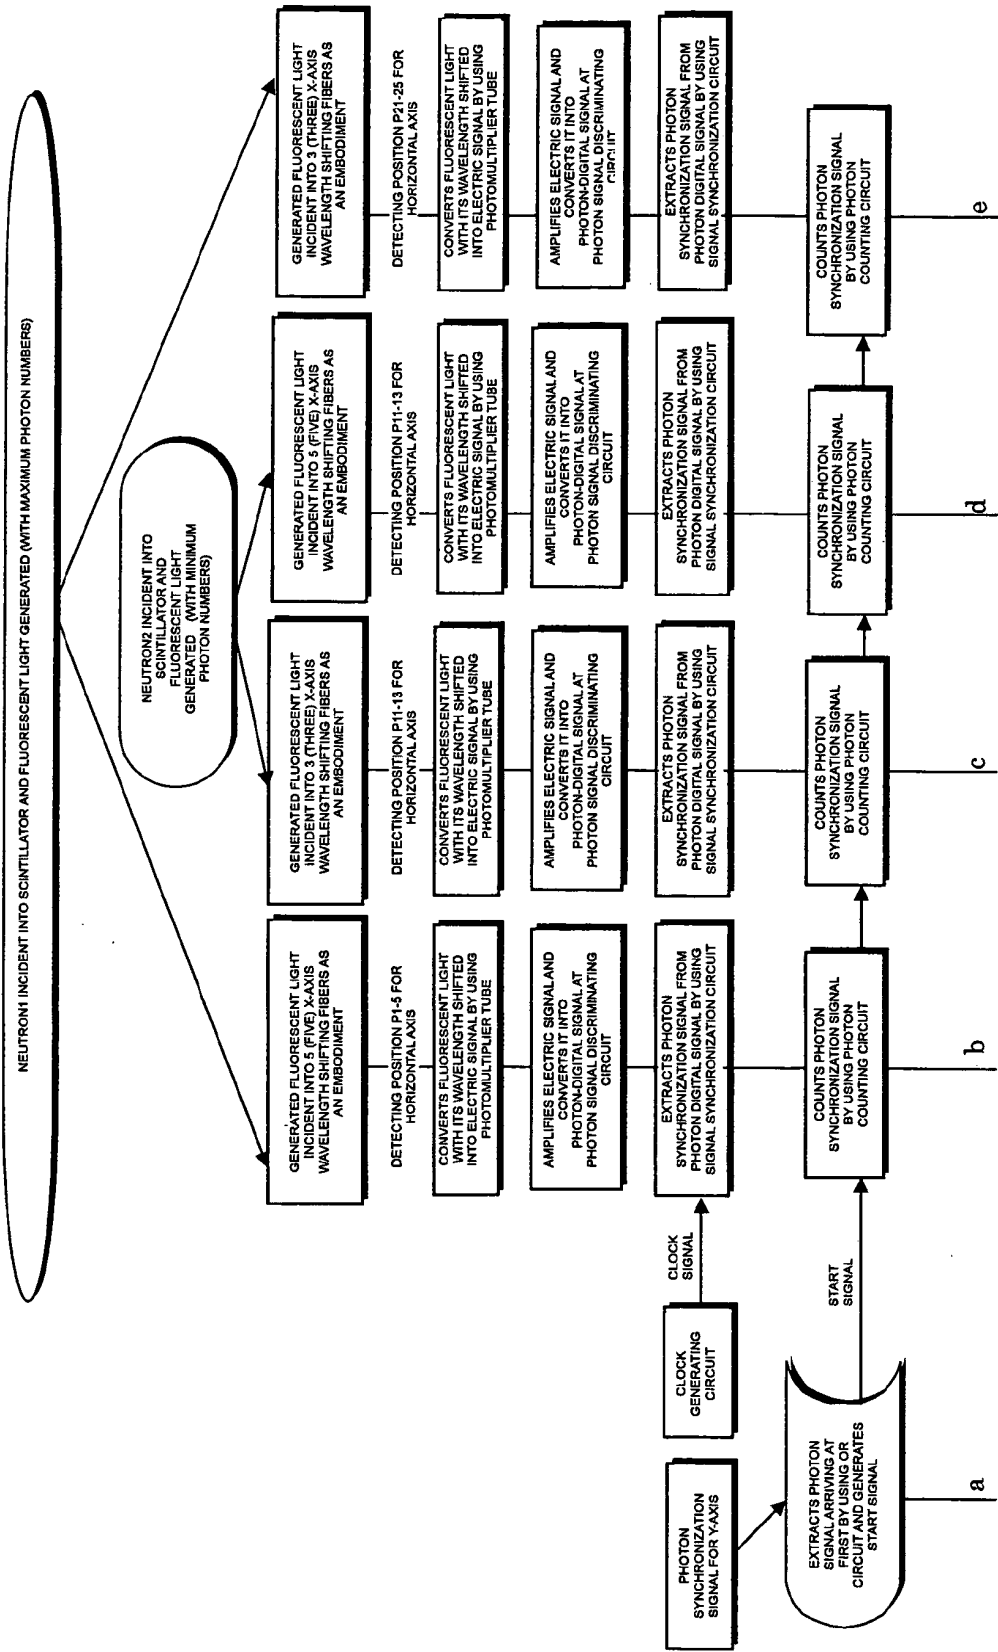 NEUTRON1 INCIDENT INTO SCINTILLATOR AND FLUORESCENT LIGHT GENERATED (WITH MAXIMUM PHOTON NUMBERS)
NEUTRON2 INCIDENT INTO
SCINTILLATOR AND
FLUORESCENT LIGHT
GENERATED (WITH MINIMUM
PHOTON NUMBERS)
GENERATED FLUORESCENT LIGHT
INCIDENT INTO 5 (FIVE) X-AXIS
WAVELENGTH SHIFTING FIBERS AS
AN EMBODIMENT
GENERATED FLUORESCENT LIGHT
INCIDENT INTO 3 (THREE) X-AXIS
WAVELENGTH SHIFTING FIBERS AS
AN EMBODIMENT
GENERATED FLUORESCENT LIGHT
INCIDENT INTO 5 (FIVE) X-AXIS
WAVELENGTH SHIFTING FIBERS AS
AN EMBODIMENT
GENERATED FLUORESCENT LIGHT
INCIDENT INTO 3 (THREE) X-AXIS
WAVELENGTH SHIFTING FIBERS AS
AN EMBODIMENT
DETECTING POSITION P1-5 FOR
HORIZONTAL AXIS
DETECTING POSITION P11-13 FOR
HORIZONTAL AXIS
DETECTING POSITION P11-13 FOR
HORIZONTAL AXIS
DETECTING POSITION P21-25 FOR
HORIZONTAL AXIS
CONVERTS FLUORESCENT LIGHT
WITH ITS WAVELENGTH SHIFTED
INTO ELECTRIC SIGNAL BY USING
PHOTOMULTIPLIER TUBE
CONVERTS FLUORESCENT LIGHT
WITH ITS WAVELENGTH SHIFTED
INTO ELECTRIC SIGNAL BY USING
PHOTOMULTIPLIER TUBE
CONVERTS FLUORESCENT LIGHT
WITH ITS WAVELENGTH SHIFTED
INTO ELECTRIC SIGNAL BY USING
PHOTOMULTIPLIER TUBE
CONVERTS FLUORESCENT LIGHT
WITH ITS WAVELENGTH SHIFTED
INTO ELECTRIC SIGNAL BY USING
PHOTOMULTIPLIER TUBE
AMPLIFIES ELECTRIC SIGNAL AND
CONVERTS IT INTO
PHOTON-DIGITAL SIGNAL AT
PHOTON SIGNAL DISCRIMINATING
CIRCUIT
AMPLIFIES ELECTRIC SIGNAL AND
CONVERTS IT INTO
PHOTON-DIGITAL SIGNAL AT
PHOTON SIGNAL DISCRIMINATING
CIRCUIT
AMPLIFIES ELECTRIC SIGNAL AND
CONVERTS IT INTO
PHOTON-DIGITAL SIGNAL AT
PHOTON SIGNAL DISCRIMINATING
CIRCUIT
AMPLIFIES ELECTRIC SIGNAL AND
CONVERTS IT INTO
PHOTON-DIGITAL SIGNAL AT
PHOTON SIGNAL DISCRIMINATING
CIRCUIT
PHOTON
SYNCHRONIZATION
SIGNAL FOR Y-AXIS
CLOCK
GENERATING
CIRCUIT
CLOCK
SIGNAL
EXTRACTS PHOTON
SYNCHRONIZATION SIGNAL FROM
PHOTON DIGITAL SIGNAL BY USING
SIGNAL SYNCHRONIZATION CIRCUIT
EXTRACTS PHOTON
SYNCHRONIZATION SIGNAL FROM
PHOTON DIGITAL SIGNAL BY USING
SIGNAL SYNCHRONIZATION CIRCUIT
EXTRACTS PHOTON
SYNCHRONIZATION SIGNAL FROM
PHOTON DIGITAL SIGNAL BY USING
SIGNAL SYNCHRONIZATION CIRCUIT
EXTRACTS PHOTON
SYNCHRONIZATION SIGNAL FROM
PHOTON DIGITAL SIGNAL BY USING
SIGNAL SYNCHRONIZATION CIRCUIT
EXTRACTS PHOTON
SIGNAL ARRIVING AT
FIRST BY USING OR
CIRCUIT AND GENERATES
START SIGNAL
START
SIGNAL
COUNTS PHOTON
SYNCHRONIZATION SIGNAL
BY USING PHOTON
COUNTING CIRCUIT
COUNTS PHOTON
SYNCHRONIZATION SIGNAL
BY USING PHOTON
COUNTING CIRCUIT
COUNTS PHOTON
SYNCHRONIZATION SIGNAL
BY USING PHOTON
COUNTING CIRCUIT
COUNTS PHOTON
SYNCHRONIZATION SIGNAL
BY USING PHOTON
COUNTING CIRCUIT
a
b
c
d
e